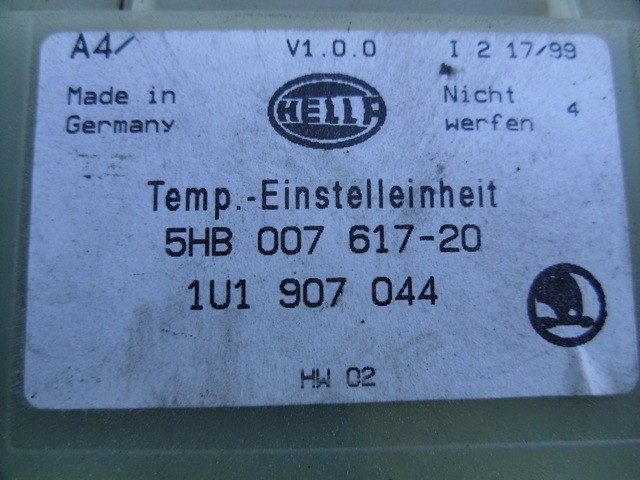 A4/ V1.0.0 I 2 17/99
Made in Germany
HELLA
Nicht werfen 4
Temp.-Einstelleinheit
5HB 007 617-20
1U1 907 044
HW 02